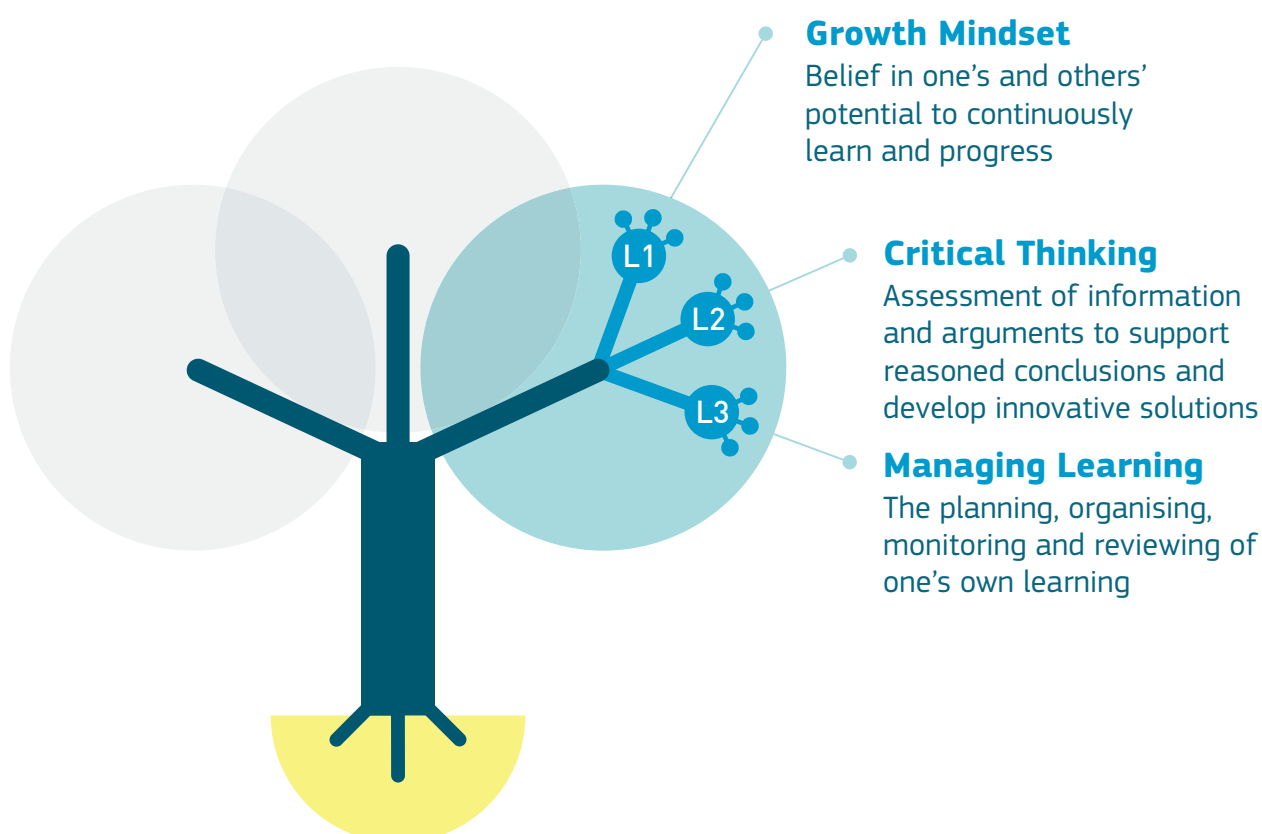 Growth Mindset
Belief in one’s and others’
potential to continuously
learn and progress
L1
L2
L3
Critical Thinking
Assessment of information
and arguments to support
reasoned conclusions and
develop innovative solutions
Managing Learning
The planning, organising,
monitoring and reviewing of
one’s own learning